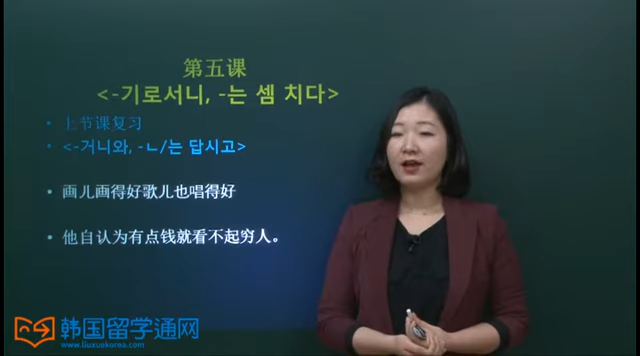 第五课
<-기로서니, -는 셈 치다>
• 上节课复习
• <-거니와, -ㄴ/는 답시고>
• 画儿画得好歌儿也唱得好
• 他自认为有点钱就看不起穷人。
韩国留学通网
www.liuxuekorea.com